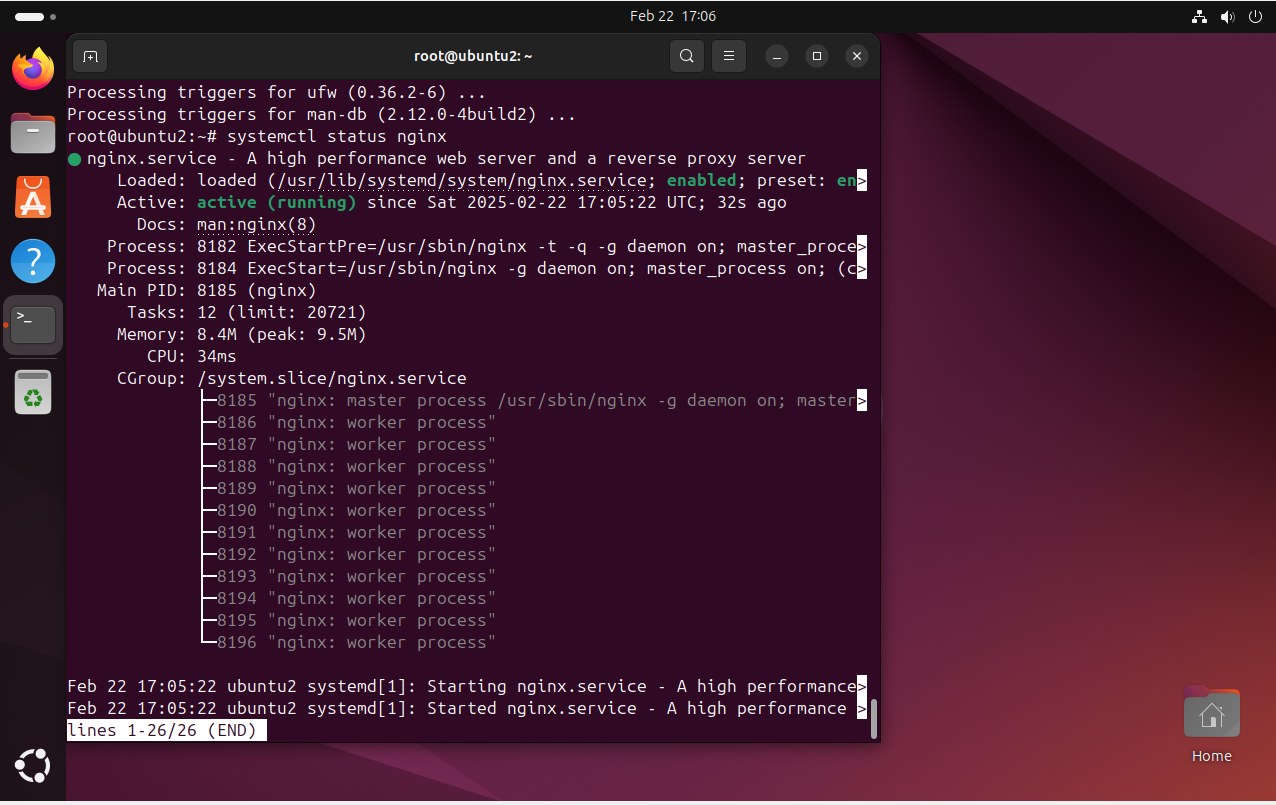 Feb 22 17:06
root@ubuntu2: ~
Processing triggers for ufw (0.36.2-6) ...
Processing triggers for man-db (2.12.0-4build2) ...
root@ubuntu2:~# systemctl status nginx
● nginx.service - A high performance web server and a reverse proxy server
     Loaded: loaded (/usr/lib/systemd/system/nginx.service; enabled; preset: en>
     Active: active (running) since Sat 2025-02-22 17:05:22 UTC; 32s ago
       Docs: man:nginx(8)
    Process: 8182 ExecStartPre=/usr/sbin/nginx -t -q -g daemon on; master_proce>
    Process: 8184 ExecStart=/usr/sbin/nginx -g daemon on; master_process on; (c>
   Main PID: 8185 (nginx)
      Tasks: 12 (limit: 20721)
     Memory: 8.4M (peak: 9.5M)
        CPU: 34ms
     CGroup: /system.slice/nginx.service
             ├─8185 "nginx: master process /usr/sbin/nginx -g daemon on; master>
             ├─8186 "nginx: worker process"
             ├─8187 "nginx: worker process"
             ├─8188 "nginx: worker process"
             ├─8189 "nginx: worker process"
             ├─8190 "nginx: worker process"
             ├─8191 "nginx: worker process"
             ├─8192 "nginx: worker process"
             ├─8193 "nginx: worker process"
             ├─8194 "nginx: worker process"
             ├─8195 "nginx: worker process"
             └─8196 "nginx: worker process"
Feb 22 17:05:22 ubuntu2 systemd[1]: Starting nginx.service - A high performance>
Feb 22 17:05:22 ubuntu2 systemd[1]: Started nginx.service - A high performance >
lines 1-26/26 (END)
Home